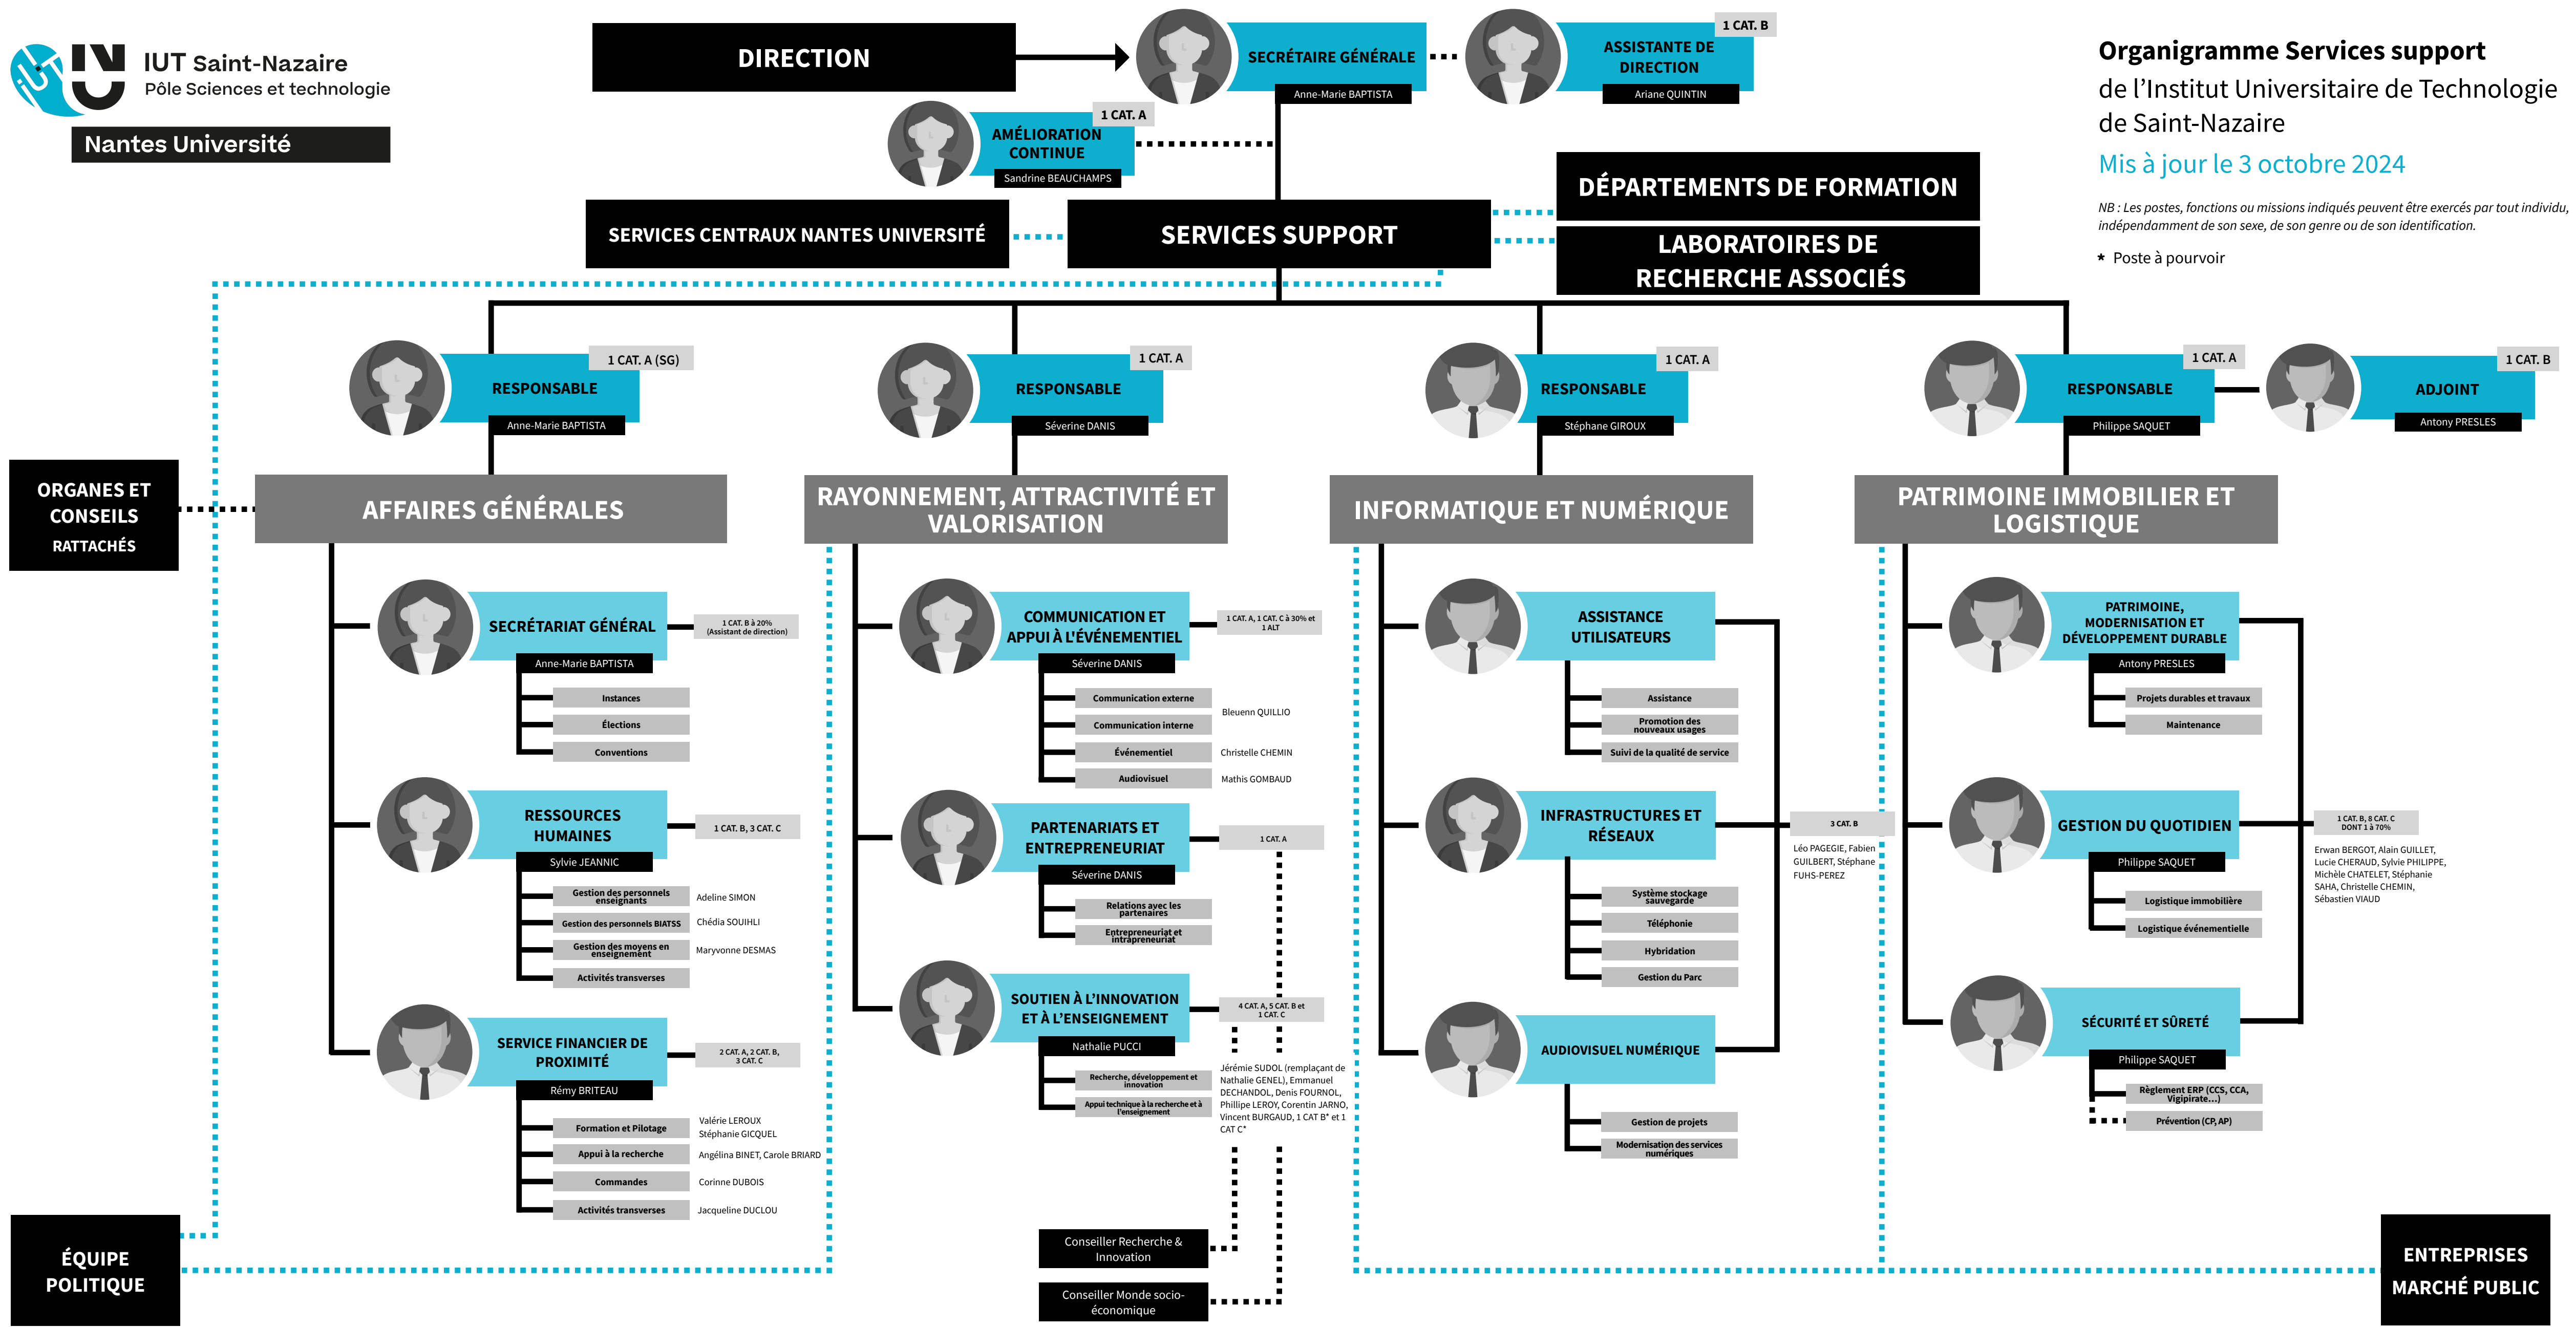 IUT
NU
IUT Saint-Nazaire
Pôle Sciences et technologie
Nantes Université
DIRECTION
SECRÉTAIRE GÉNÉRALE
Anne-Marie BAPTISTA
1 CAT. B
ASSISTANTE DE
DIRECTION
Ariane QUINTIN
1 CAT. A
AMÉLIORATION
CONTINUE
Sandrine BEAUCHAMPS
Organigramme Services support
de l’Institut Universitaire de Technologie
de Saint-Nazaire
Mis à jour le 3 octobre 2024
NB : Les postes, fonctions ou missions indiqués peuvent être exercés par tout individu,
indépendamment de son sexe, de son genre ou de son identification.
* Poste à pourvoir
SERVICES CENTRAUX NANTES UNIVERSITÉ
SERVICES SUPPORT
DÉPARTEMENTS DE FORMATION
LABORATOIRES DE
RECHERCHE ASSOCIÉS
1 CAT. A (SG)
RESPONSABLE
Anne-Marie BAPTISTA
1 CAT. A
RESPONSABLE
Séverine DANIS
1 CAT. A
RESPONSABLE
Stéphane GIROUX
1 CAT. A
RESPONSABLE
Philippe SAQUET
1 CAT. B
ADJOINT
Antony PRESLES
ORGANES ET
CONSEILS
RATTACHÉS
AFFAIRES GÉNÉRALES
SECRÉTARIAT GÉNÉRAL
Anne-Marie BAPTISTA
1 CAT. B à 20%
(Assistant de direction)
Instances
Élections
Conventions
RESSOURCES
HUMAINES
Sylvie JEANNIC
1 CAT. B, 3 CAT. C
Gestion des personnels
enseignants
Adeline SIMON
Gestion des personnels BIATSS
Chédia SOUIHLI
Gestion des moyens en
enseignement
Maryvonne DESMAS
Activités transverses
SERVICE FINANCIER DE
PROXIMITÉ
Rémy BRITEAU
2 CAT. A, 2 CAT. B,
3 CAT. C
Formation et Pilotage
Valérie LEROUX
Stéphanie GICQUEL
Appui à la recherche
Angélina BINET, Carole BRIARD
Commandes
Corinne DUBOIS
Activités transverses
Jacqueline DUCLOU
RAYONNEMENT, ATTRACTIVITÉ ET
VALORISATION
COMMUNICATION ET
APPUI À L'ÉVÉNEMENTIEL
Séverine DANIS
1 CAT. A, 1 CAT. C à 30% et
1 ALT
Communication externe
Communication interne
Bleuenn QUILLIO
Événementiel
Christelle CHEMIN
Audiovisuel
Mathis GOMBAUD
PARTENARIATS ET
ENTREPRENEURIAT
Séverine DANIS
1 CAT. A
Relations avec les
partenaires
Entrepreneuriat et
intrapreneuriat
SOUTIEN À L’INNOVATION
ET À L’ENSEIGNEMENT
Nathalie PUCCI
4 CAT. A, 5 CAT. B et
1 CAT. C
Recherche, développement et
innovation
Appui technique à la recherche et à
l’enseignement
Jérémie SUDOL (remplaçant de
Nathalie GENEL), Emmanuel
DECHANDOL, Denis FOURNOL,
Phillipe LEROY, Corentin JARNO,
Vincent BURGAUD, 1 CAT B* et 1
CAT C*
Conseiller Recherche &
Innovation
Conseiller Monde socio-
économique
INFORMATIQUE ET NUMÉRIQUE
ASSISTANCE
UTILISATEURS
Assistance
Promotion des
nouveaux usages
Suivi de la qualité de service
INFRASTRUCTURES ET
RÉSEAUX
3 CAT. B
Léo PAGEGIE, Fabien
GUILBERT, Stéphane
FUHS-PEREZ
Système stockage
sauvegarde
Téléphonie
Hybridation
Gestion du Parc
AUDIOVISUEL NUMÉRIQUE
Gestion de projets
Modernisation des services
numériques
PATRIMOINE IMMOBILIER ET
LOGISTIQUE
PATRIMOINE,
MODERNISATION ET
DÉVELOPPEMENT DURABLE
Antony PRESLES
Projets durables et travaux
Maintenance
GESTION DU QUOTIDIEN
Philippe SAQUET
1 CAT. B, 8 CAT. C
DONT 1 à 70%
Erwan BERGOT, Alain GUILLET,
Lucie CHERAUD, Sylvie PHILIPPE,
Michèle CHATELET, Stéphanie
SAHA, Christelle CHEMIN,
Sébastien VIAUD
Logistique immobilière
Logistique événementielle
SÉCURITÉ ET SÛRETÉ
Philippe SAQUET
Règlement ERP (CCS, CCA,
Vigipirate...)
Prévention (CP, AP)
ÉQUIPE
POLITIQUE
ENTREPRISES
MARCHÉ PUBLIC